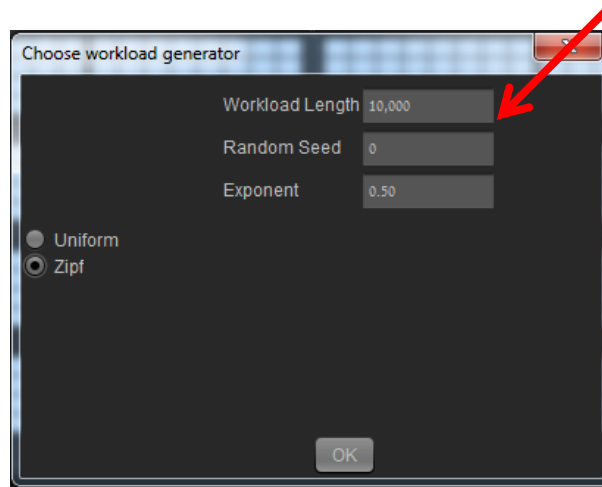 Choose workload generator
Workload Length 10,000
Random Seed 0
Exponent 0.50
Uniform
Zipf
OK